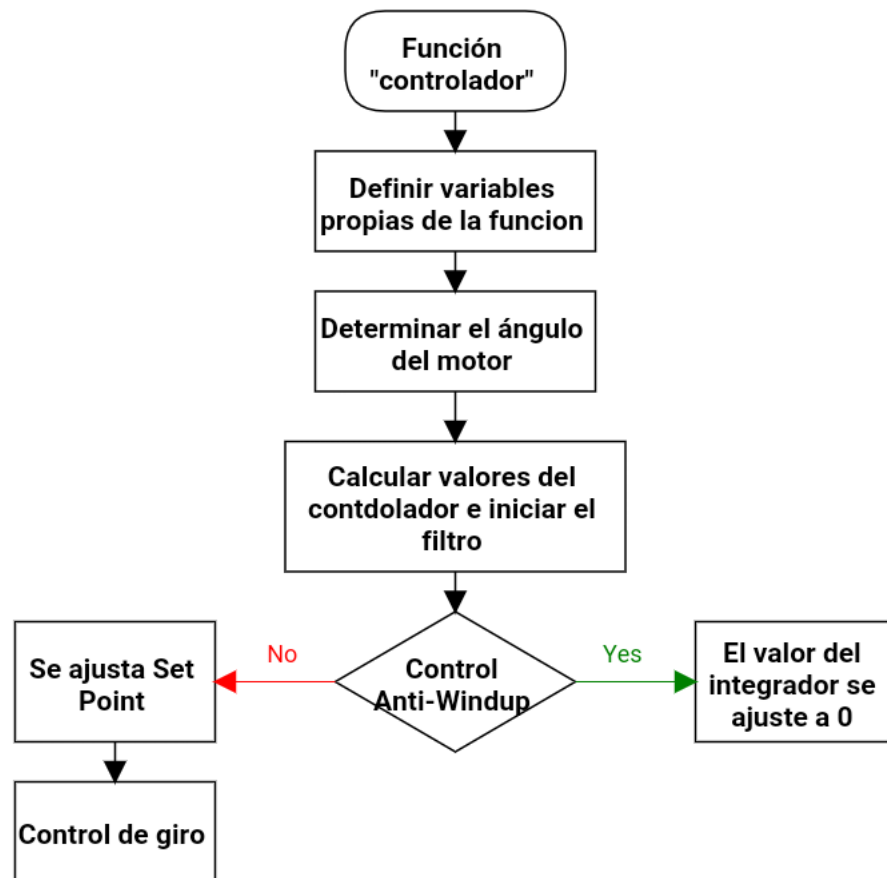 Función
"controlador"
Definir variables
propias de la funcion
Determinar el ángulo
del motor
Calcular valores del
contdolador e iniciar el
filtro
Se ajusta Set
Point
No
Control
Anti-Windup
Yes
El valor del
integrador se
ajuste a 0
Control de giro